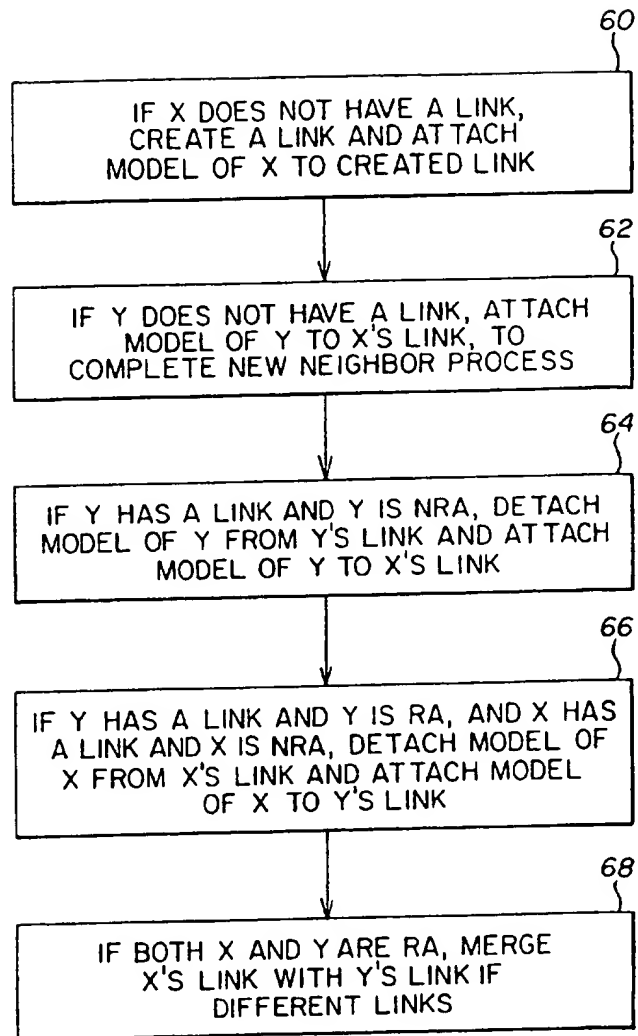 60
IF X DOES NOT HAVE A LINK,
CREATE A LINK AND ATTACH
MODEL OF X TO CREATED LINK
62
IF Y DOES NOT HAVE A LINK, ATTACH
MODEL OF Y TO X'S LINK, TO
COMPLETE NEW NEIGHBOR PROCESS
64
IF Y HAS A LINK AND Y IS NRA, DETACH
MODEL OF Y FROM Y'S LINK AND ATTACH
MODEL OF Y TO X'S LINK
66
IF Y HAS A LINK AND Y IS RA, AND X HAS
A LINK AND X IS NRA, DETACH MODEL OF
X FROM X'S LINK AND ATTACH MODEL
OF X TO Y'S LINK
68
IF BOTH X AND Y ARE RA, MERGE
X'S LINK WITH Y'S LINK IF
DIFFERENT LINKS